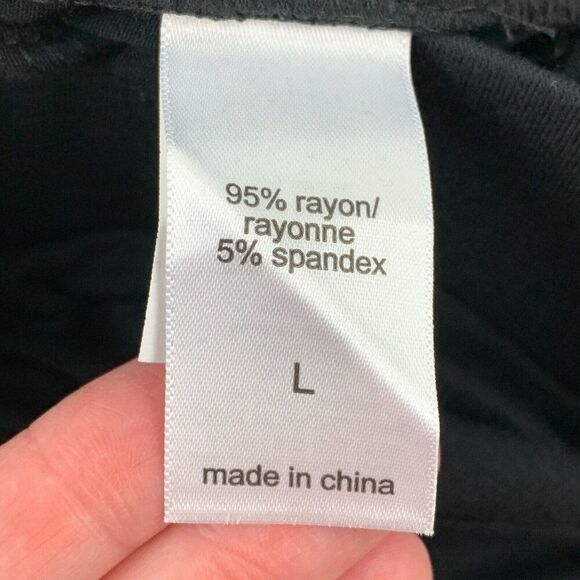 95% rayon/
rayonne
5% spandex
L
made in china